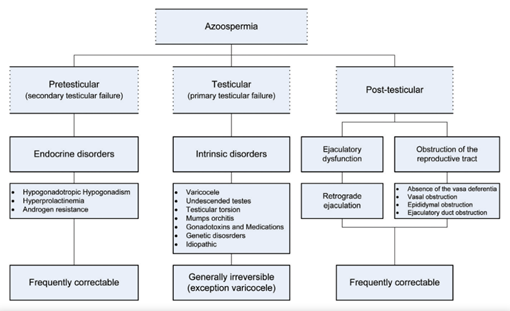 Azoospermia
Pretesticular
(secondary testicular failure)
Testicular
(primary testicular failure)
Post-testicular
Endocrine disorders
Intrinsic disorders
Ejaculatory
dysfunction
Obstruction of the
reproductive tract
• Hypogonadotropic Hypogonadism
• Hyperprolactinemia
• Androgen resistance
• Varicocele
• Undescended testes
• Testicular torsion
• Mumps orchitis
• Gonadotoxins and Medications
• Genetic disorders
• Idiopathic
Retrograde
ejaculation
• Absence of the vasa deferentia
• Vasal obstruction
• Epididymal obstruction
• Ejaculatory duct obstruction
Frequently correctable
Generally irreversible
(exception varicocele)
Frequently correctable